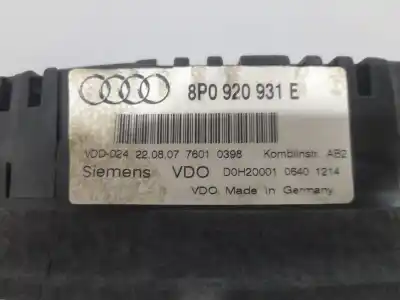 8P0 920 931 E
VDD-024 22.08.07 7601 0398 Kombiinstr. AB2
Siemens VDO D0H20001 0640 1214
VDO Made in Germany